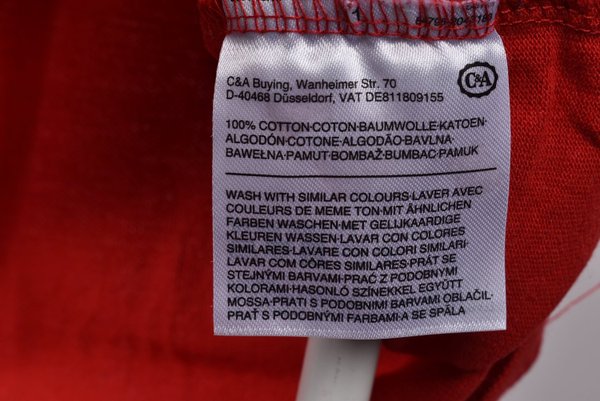 1
C&A Buying, Wanheimer Str. 70
D-40468 Düsseldorf, VAT DE811809155
C&A
100% COTTON·COTON·BAUMWOLLE·KATOEN·
ALGODÓN·COTONE·ALGODÃO·BAVLNA·
BAWEŁNA·PAMUT·BOMBAŽ·BUMBAC·PAMUK
WASH WITH SIMILAR COLOURS·LAVER AVEC
COULEURS DE MEME TON·MIT ÄHNLICHEN
FARBEN WASCHEN·MET GELIJKAARDIGE
KLEUREN WASSEN·LAVAR CON COLORES
SIMILARES·LAVARE CON COLORI SIMILARI·
LAVAR COM CÔRES SIMILARES·PRÁT SE
STEJNÝMI BARVAMI·PRAĆ Z PODOBNYMI
KOLORAMI·HASONLÓ SZÍNEKKEL EGYÜTT
MOSSA·PRATI S PODOBNIMI BARVAMI OBLAČIL·
PRAŤ S PODOBNÝMI FARBAMI·A SE SPĂLA